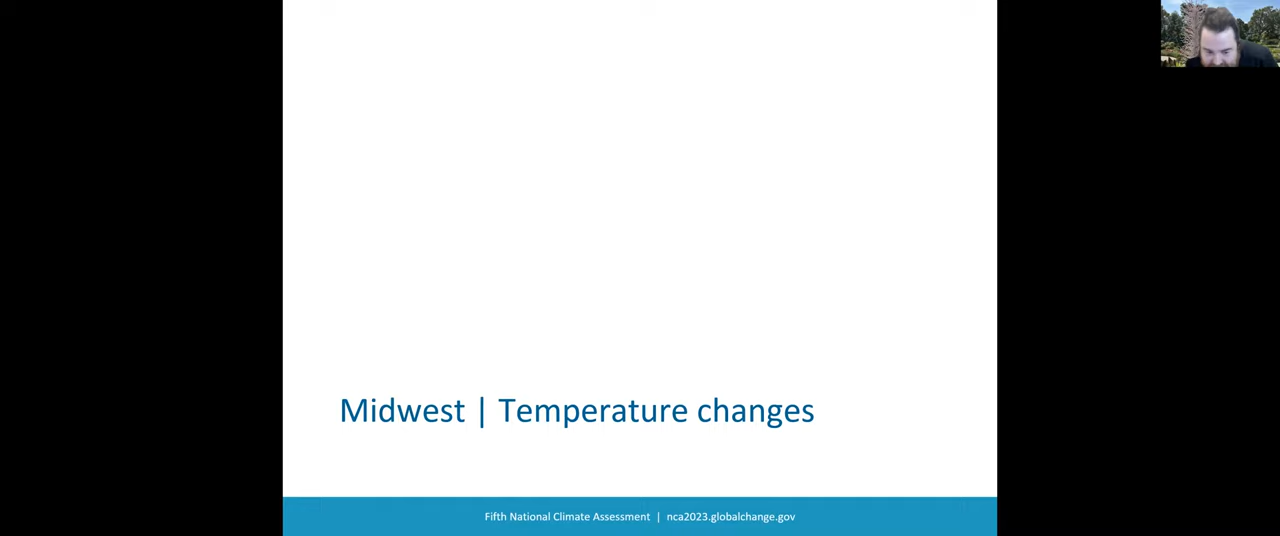 Midwest | Temperature changes
Fifth National Climate Assessment | nca2023.globalchange.gov